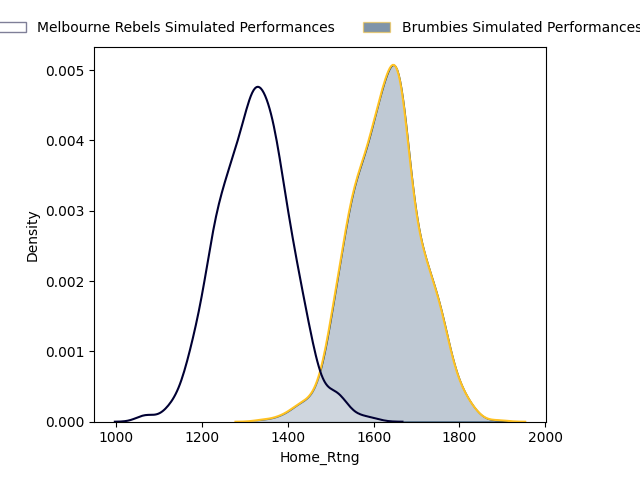 Melbourne Rebels Simulated Performances
Brumbies Simulated Performances
0.005
0.004
0.003
0.002
0.001
0.000
Density
1000 1200 1400 1600 1800 2000
Home_Rtng